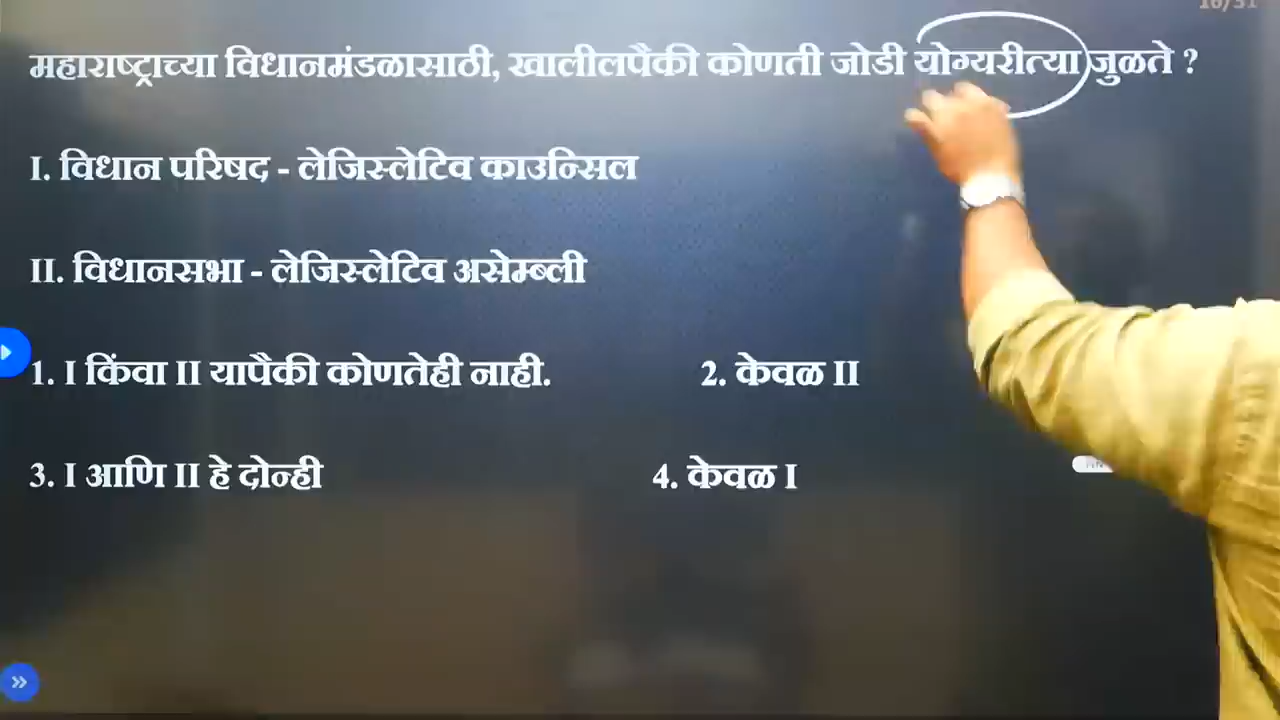 महाराष्ट्राच्या विधानमंडळासाठी, खालीलपैकी कोणती जोडी योग्यरीत्या जुळते ?
I. विधान परिषद - लेजिस्लेटिव काउन्सिल
II. विधानसभा - लेजिस्लेटिव असेम्ब्ली
1. I किंवा II यापैकी कोणतेही नाही. 2. केवळ II
3. I आणि II हे दोन्ही 4. केवळ I